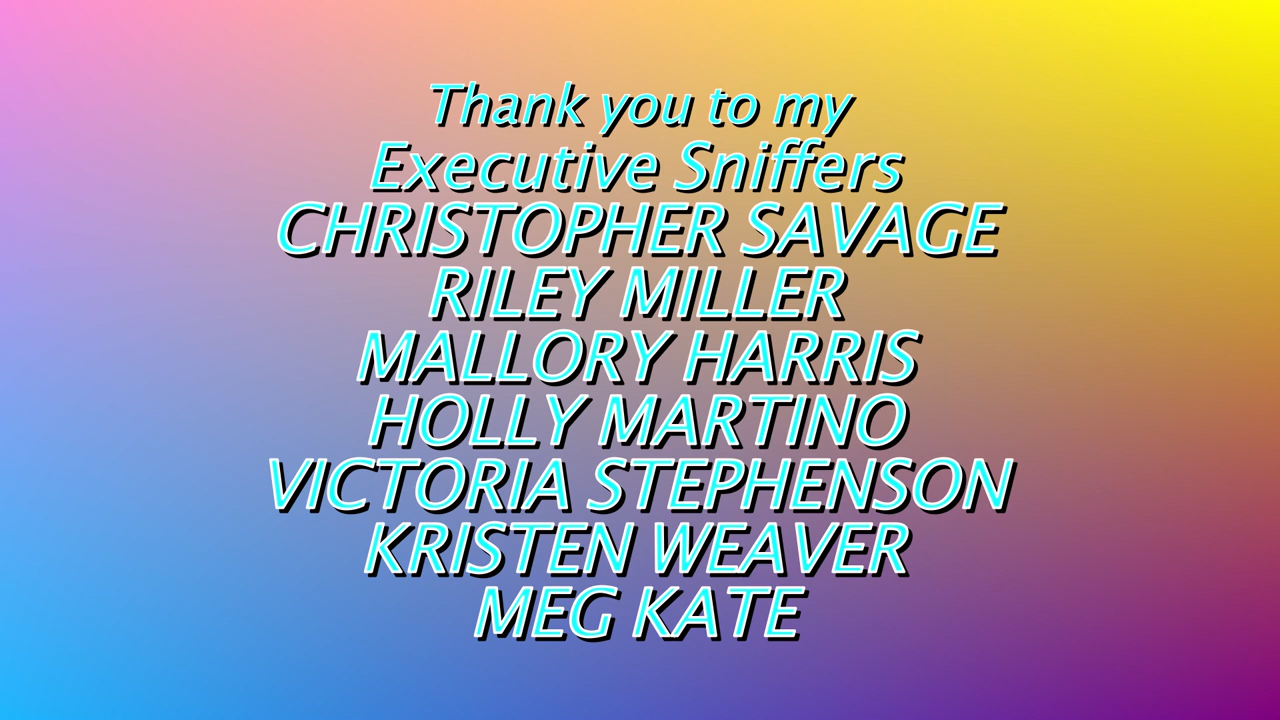 Thank you to my
Executive Sniffers
CHRISTOPHER SAVAGE
RILEY MILLER
MALLORY HARRIS
HOLLY MARTINO
VICTORIA STEPHENSON
KRISTEN WEAVER
MEG KATE